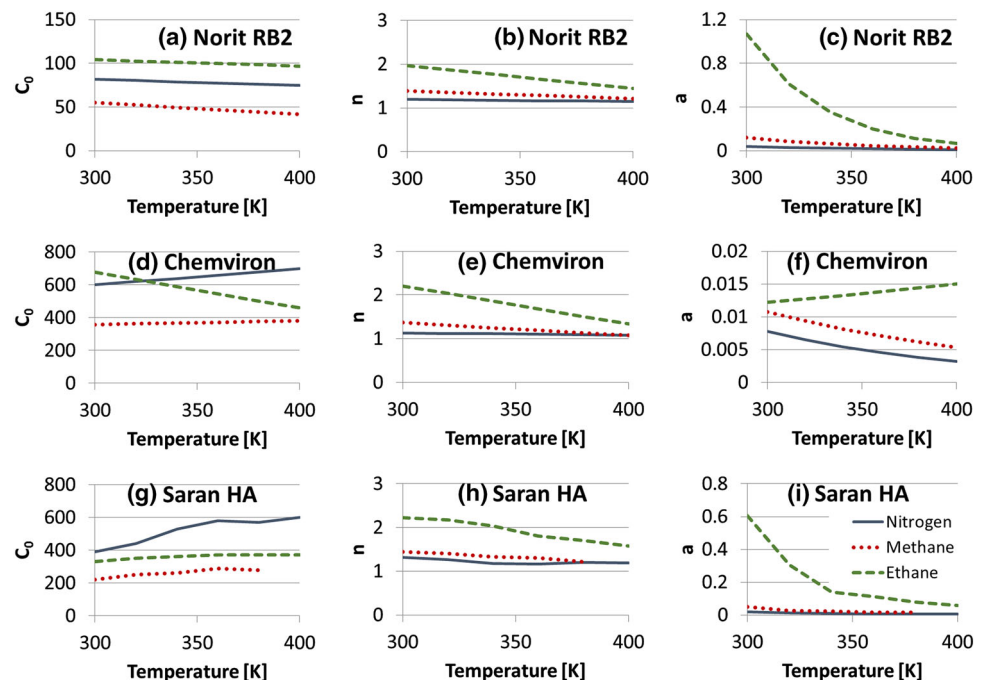 (a) Norit RB2
C₀
150
100
50
0
300
350
400
Temperature [K]
(b) Norit RB2
n
3
2
1
0
300
350
400
Temperature [K]
(c) Norit RB2
a
1.2
0.8
0.4
0
300
350
400
Temperature [K]
(d) Chemviron
C₀
800
600
400
200
0
300
350
400
Temperature [K]
(e) Chemviron
n
3
2
1
0
300
350
400
Temperature [K]
(f) Chemviron
a
0.02
0.015
0.01
0.005
0
300
350
400
Temperature [K]
(g) Saran HA
C₀
800
600
400
200
0
300
350
400
Temperature [K]
(h) Saran HA
n
3
2
1
0
300
350
400
Temperature [K]
(i) Saran HA
a
0.8
0.6
0.4
0.2
0
Nitrogen
Methane
Ethane
300
350
400
Temperature [K]